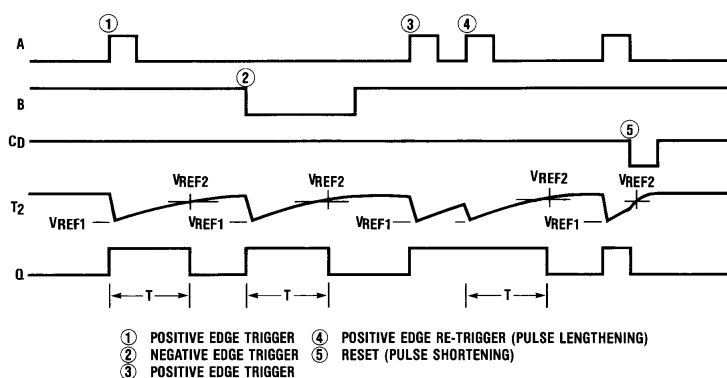 ① ③ ④
A
②
B
CD
⑤
VREF2 VREF2 VREF2 VREF2
T2
VREF1 VREF1 VREF1 VREF1
Q
T T T
① POSITIVE EDGE TRIGGER ④ POSITIVE EDGE RE-TRIGGER (PULSE LENGTHENING)
② NEGATIVE EDGE TRIGGER ⑤ RESET (PULSE SHORTENING)
③ POSITIVE EDGE TRIGGER